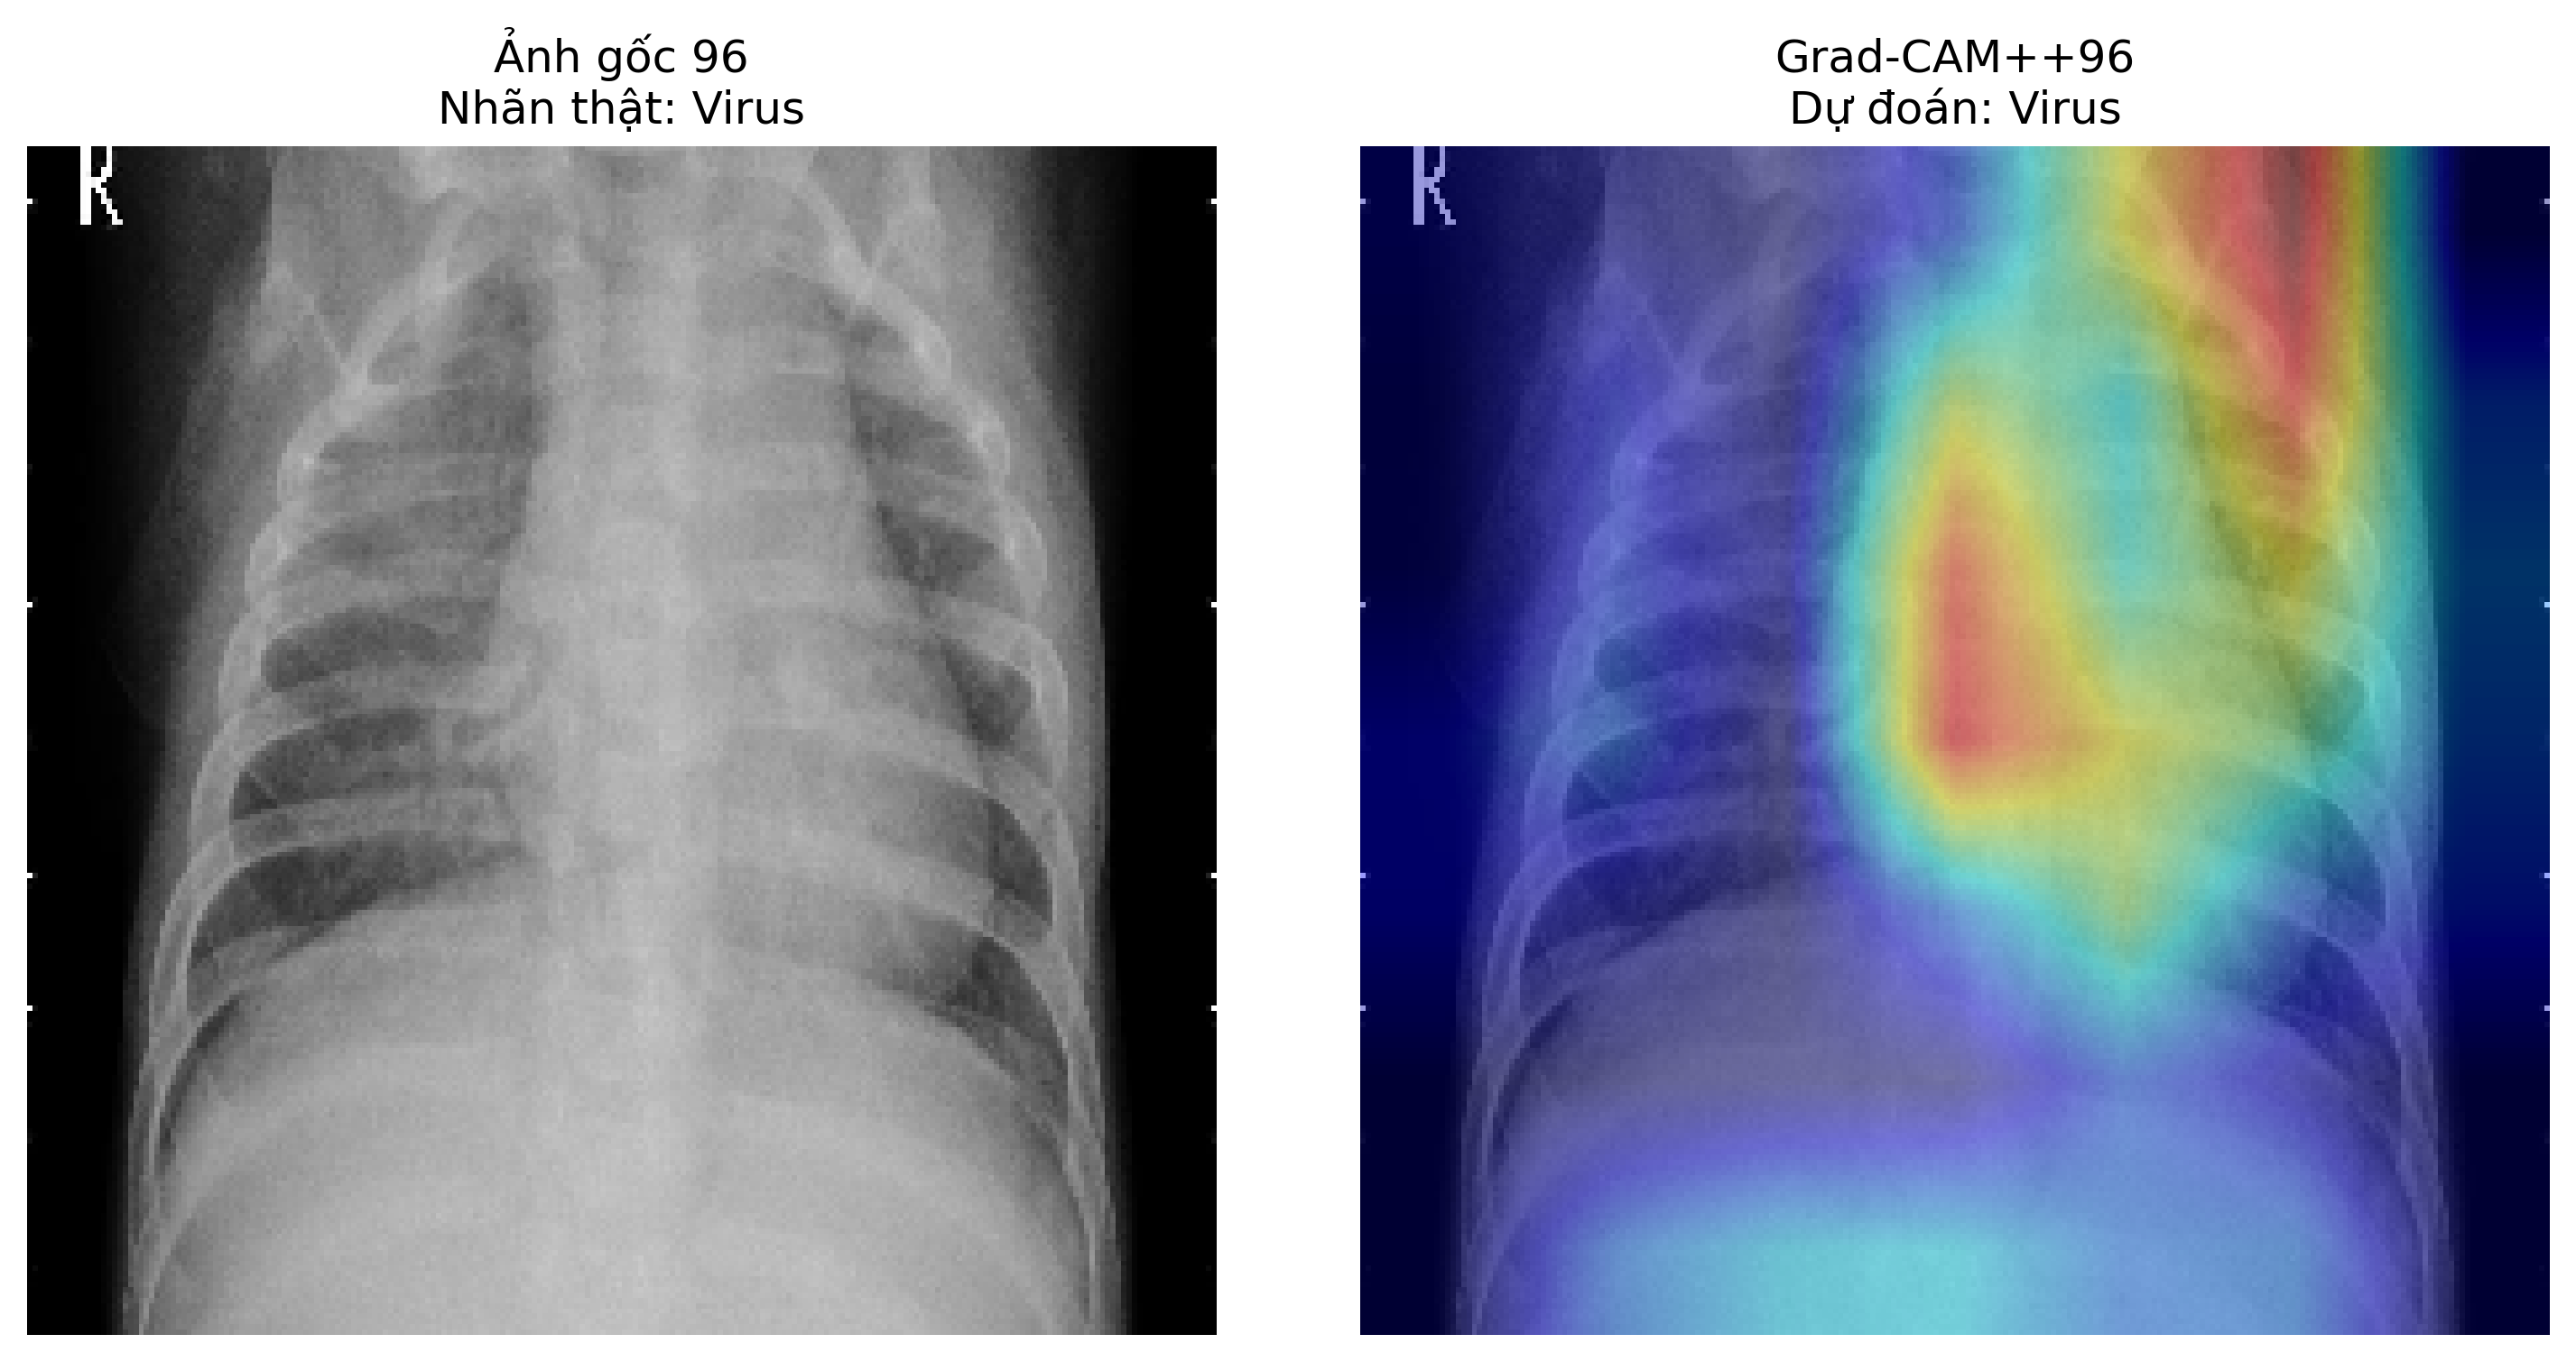 Ảnh gốc 96
Nhãn thật: Virus
Grad-CAM++96
Dự đoán: Virus
R
R